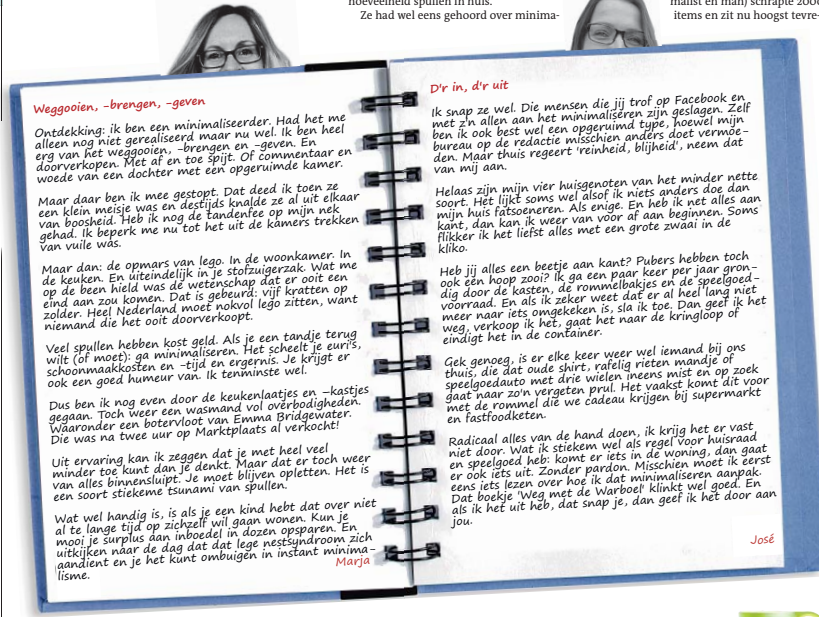 hoeveelheid spullen in huis.
Ze had wel eens gehoord over minima-
malist en man) schrapte 2000
items en zit nu hoogst tevre-
Weggooien, -brengen, -geven
Ontdekking: ik ben een minimaliseerder. Had het me
alleen nog niet gerealiseerd maar nu wel. Ik ben heel
erg van het weggooien, -brengen en -geven. En
doorverkopen. Met af en toe spijt. Of commentaar en
woede van een dochter met een opgeruimde kamer.
Maar daar ben ik mee gestopt. Dat deed ik toen ze
een klein meisje was en destijds knalde ze al uit elkaar
van boosheid. Heb ik nog de tandenfee op mijn nek
gehad. Ik beperk me nu tot het uit de kamers trekken
van vuile was.
Maar dan: de opmars van lego. In de woonkamer. In
de keuken. En uiteindelijk in je stofzuigerzak. Wat me
op de been hield was de wetenschap dat er ooit een
eind aan zou komen. Dat is gebeurd: vijf kratten op
zolder. Heel Nederland moet nokvol lego zitten, want
niemand die het ooit doorverkoopt.
Veel spullen hebben kost geld. Als je een tandje terug
wilt (of moet): ga minimaliseren. Het scheelt je euri's,
schoonmaakkosten en -tijd en ergernis. Je krijgt er
ook een goed humeur van. Ik tenminste wel.
Dus ben ik nog even door de keukenlaatjes en -kastjes
gegaan. Toch weer een wasmand vol overbodigheden.
Waaronder een botervloot van Emma Bridgewater.
Die was na twee uur op Marktplaats al verkocht!
Uit ervaring kan ik zeggen dat je met heel veel
minder toe kunt dan je denkt. Maar dat er toch weer
van alles binnensluipt. Je moet blijven opletten. Het is
een soort stiekeme tsunami van spullen.
Wat wel handig is, is als je een kind hebt dat over niet
al te lange tijd op zichzelf wil gaan wonen. Kun je
mooi je surplus aan inboedel in dozen opsparen. En
uitkijken naar de dag dat dat lege nestsyndroom zich
aandient en je het kunt ombuigen in instant minima-
lisme.
Marja
D'r in, d'r uit
Ik snap ze wel. Die mensen die jij trof op Facebook en
met z'n allen aan het minimaliseren zijn geslagen. Zelf
ben ik ook best wel een opgeruimd type, hoewel mijn
bureau op de redactie misschien anders doet vermoe-
den. Maar thuis regeert 'reinheid, blijheid', neem dat
van mij aan.
Helaas zijn mijn vier huisgenoten van het minder nette
soort. Het lijkt soms wel alsof ik niets anders doe dan
mijn huis fatsoeneren. Als enige. En heb ik net alles aan
kant, dan kan ik weer van voor af aan beginnen. Soms
flikker ik het liefst alles met een grote zwaai in de
kliko.
Heb jij alles een beetje aan kant? Pubers hebben toch
ook een hoop zooi? Ik ga een paar keer per jaar gron-
dig door de kasten, de rommelbakjes en de speelgoed-
voorraad. En als ik zeker weet dat er al heel lang niet
meer naar iets omgekeken is, sla ik toe. Dan geef ik het
weg, verkoop ik het, gaat het naar de kringloop of
eindigt het in de container.
Gek genoeg, is er elke keer weer wel iemand bij ons
thuis, die dat oude shirt, rafelig rieten mandje of
speelgoedauto met drie wielen ineens mist en op zoek
gaat naar zo'n vergeten prul. Het vaakst komt dit voor
met de rommel die we cadeau krijgen bij supermarkt
en fastfoodketen.
Radicaal alles van de hand doen, ik krijg het er vast
niet door. Wat ik stiekem wel als regel voor huisraad
en speelgoed heb: komt er iets in de woning, dan gaat
er ook iets uit. Zonder pardon. Misschien moet ik eerst
eens iets lezen over hoe ik dat minimaliseren aanpak.
Dat boekje 'Weg met de Warboel' klinkt wel goed. En
als ik het uit heb, dat snap je, dan geef ik het door aan
jou.
José